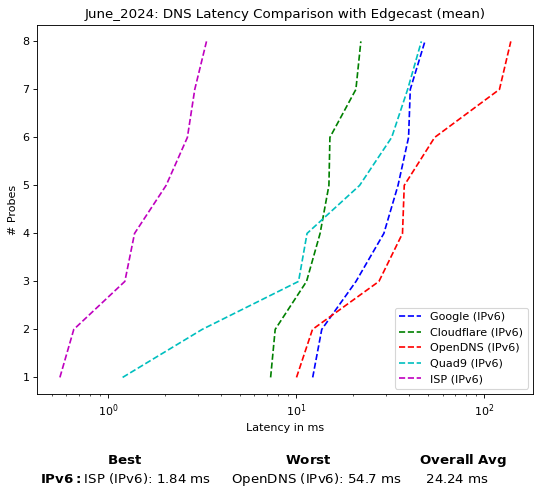 June_2024: DNS Latency Comparison with Edgecast (mean)
8
7
6
5
4
3
2
1
# Probes
10⁰ 10¹ 10²
Latency in ms
Google (IPv6)
Cloudflare (IPv6)
OpenDNS (IPv6)
Quad9 (IPv6)
ISP (IPv6)
Best Worst Overall Avg
IPv6: ISP (IPv6): 1.84 ms OpenDNS (IPv6): 54.7 ms 24.24 ms